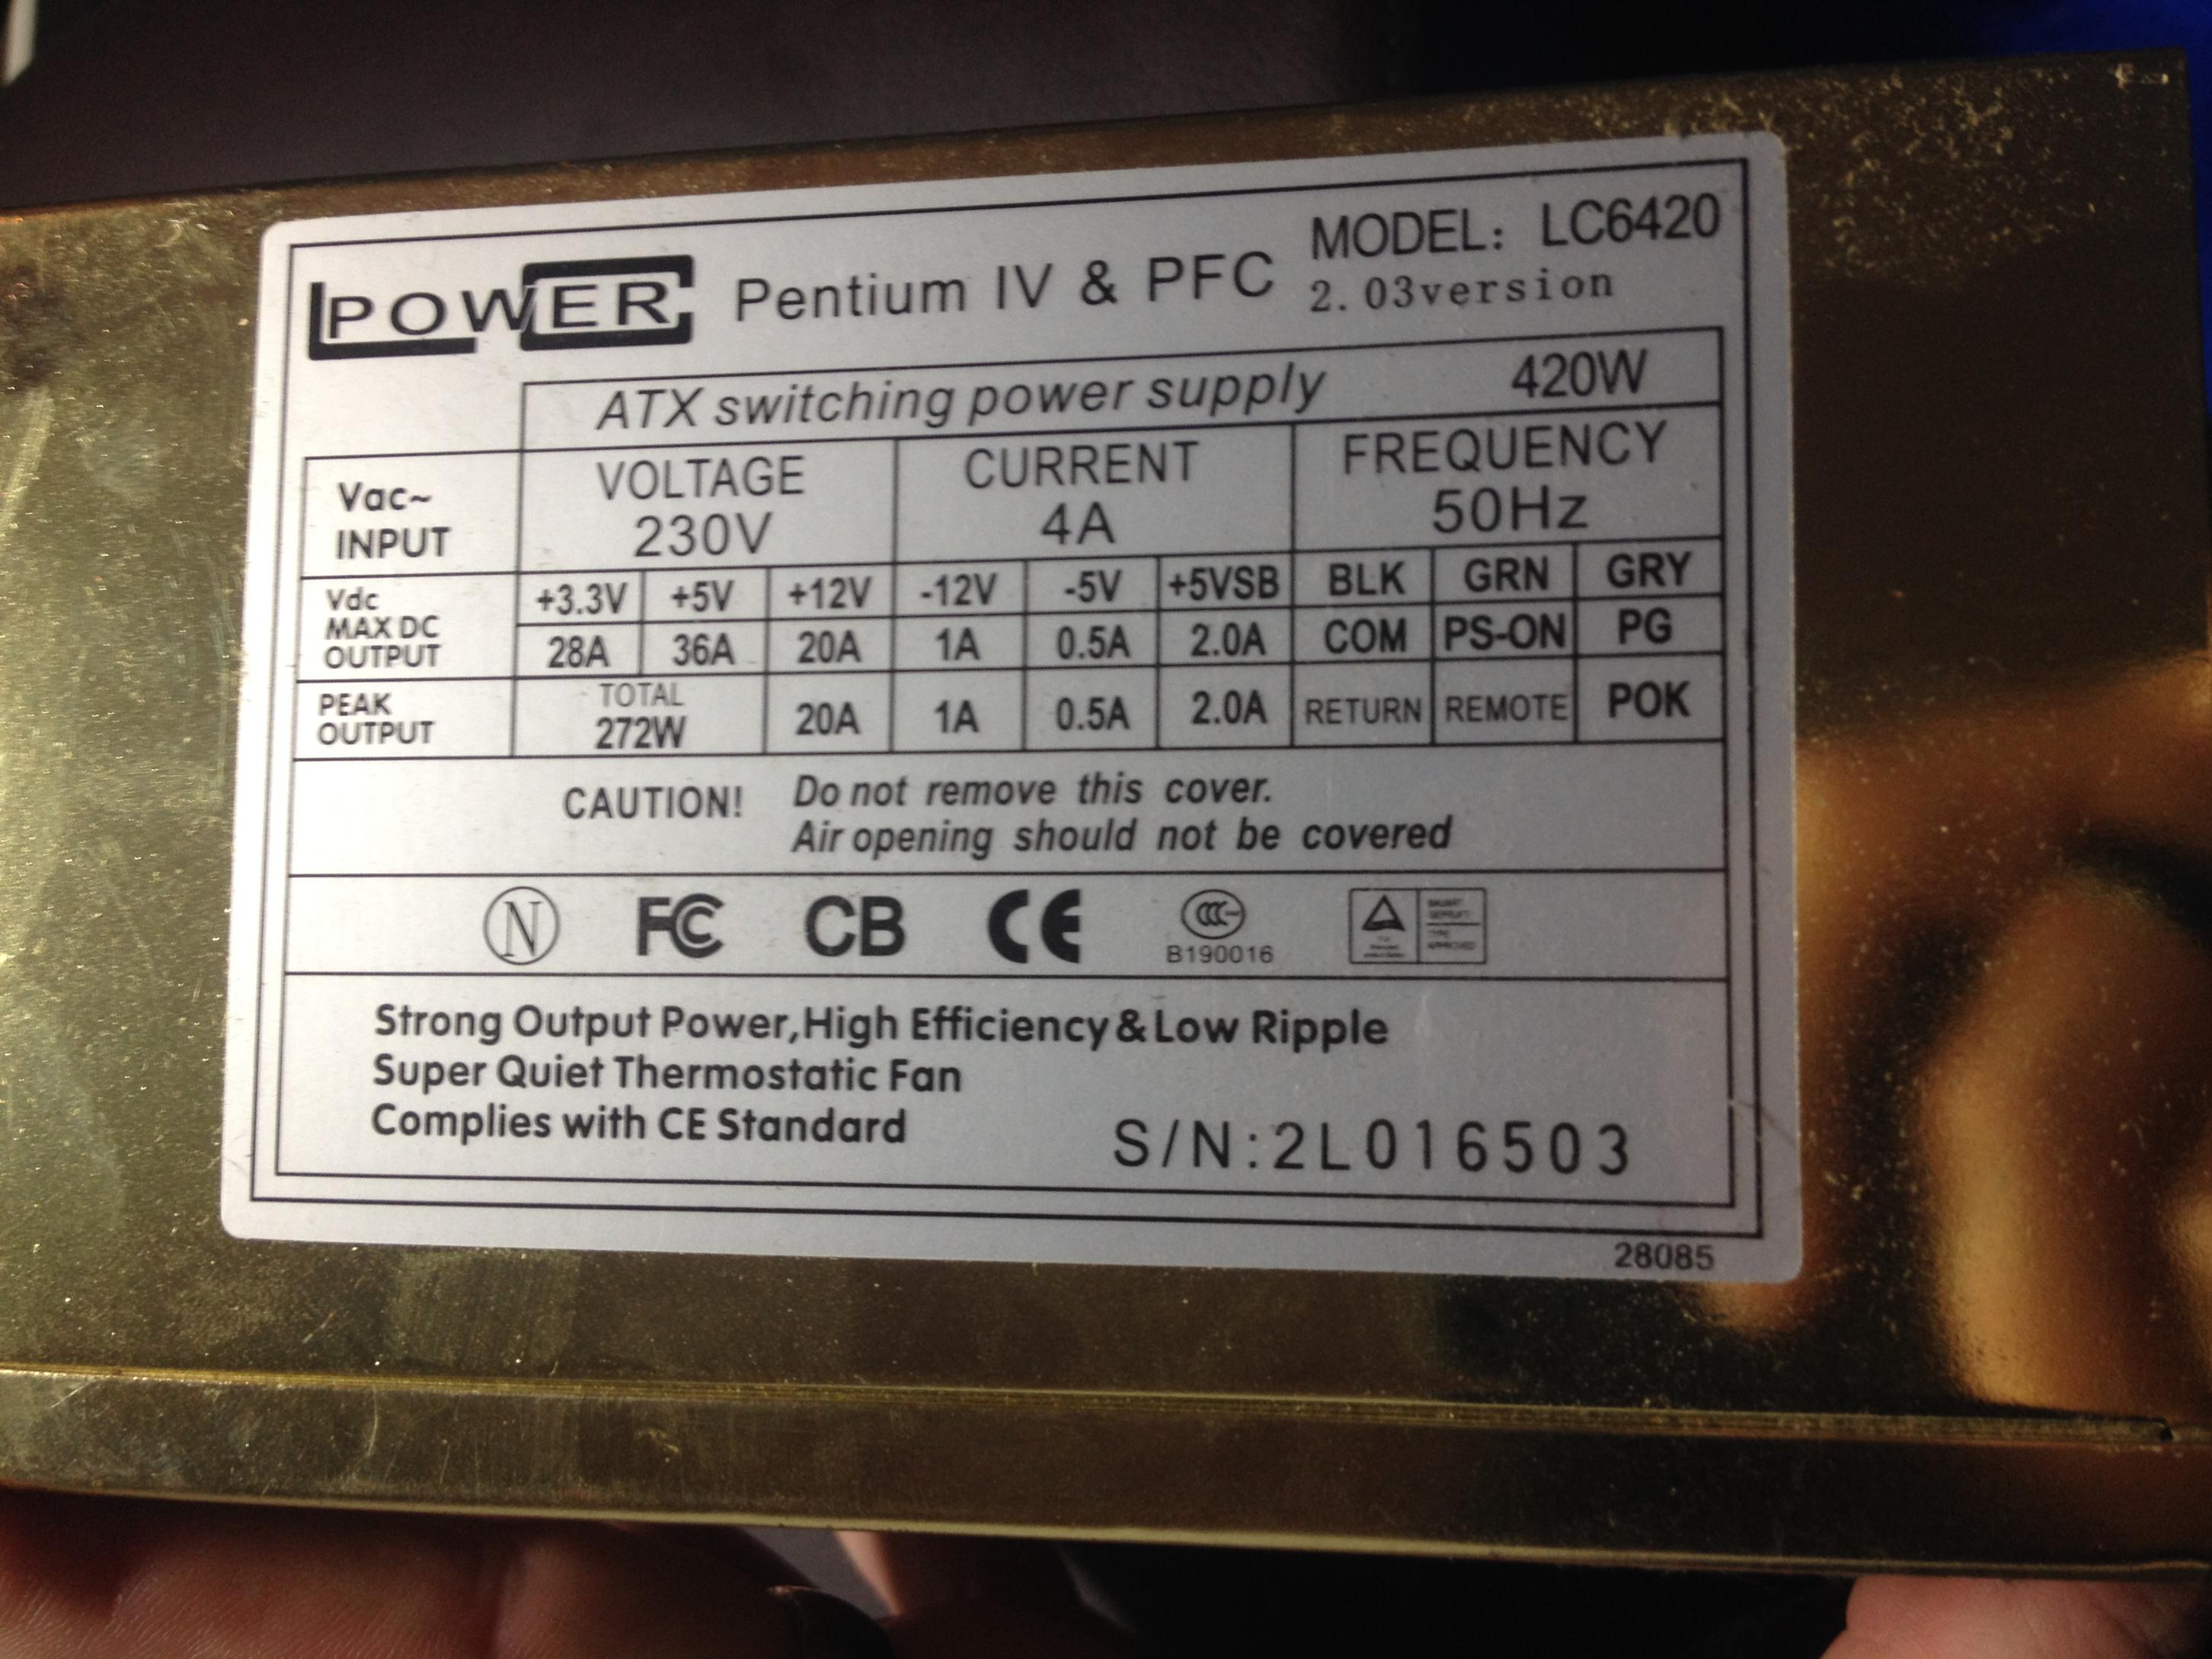 POWER Pentium IV & PFC MODEL: LC6420
2.03version
ATX switching power supply 420W
Vac~ INPUT VOLTAGE 230V CURRENT 4A FREQUENCY 50Hz
Vdc MAX DC OUTPUT +3.3V +5V +12V -12V -5V +5VSB BLK GRN GRY
28A 36A 20A 1A 0.5A 2.0A COM PS-ON PG
PEAK OUTPUT TOTAL 272W 20A 1A 0.5A 2.0A RETURN REMOTE POK
CAUTION! Do not remove this cover.
Air opening should not be covered
N FC CB CE CCC
B190016
Strong Output Power,High Efficiency&Low Ripple
Super Quiet Thermostatic Fan
Complies with CE Standard
S/N:2L016503
28085